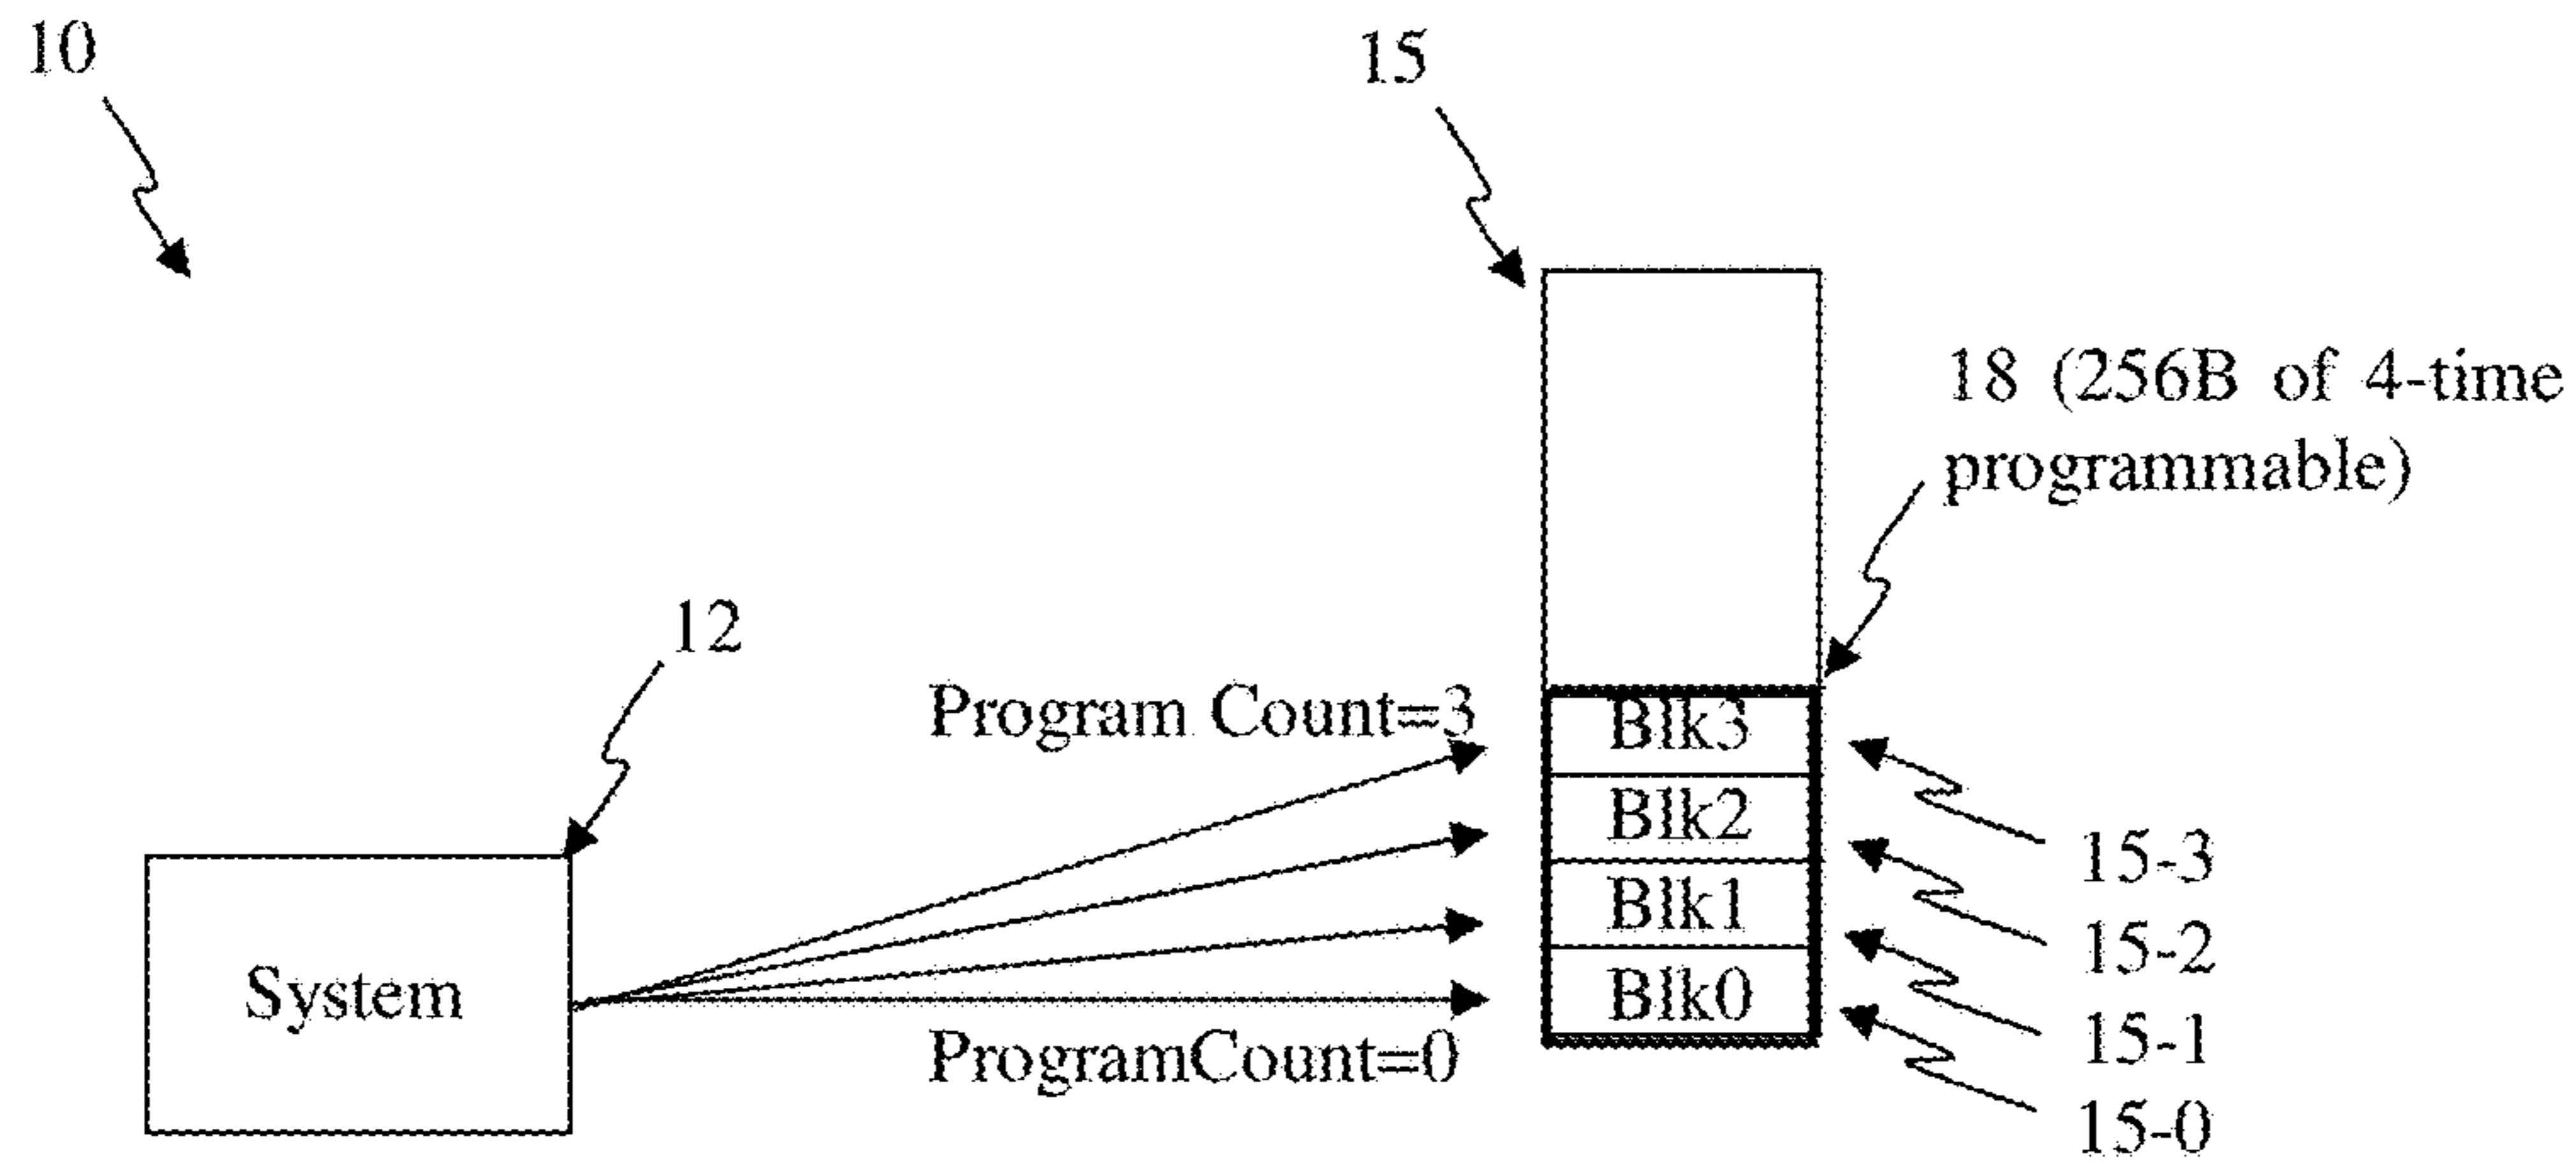 10
15
18 (256B of 4-time
programmable)
12
Program Count=3
Blk3
Blk2
Blk1
Blk0
System
ProgramCount=0
15-3
15-2
15-1
15-0